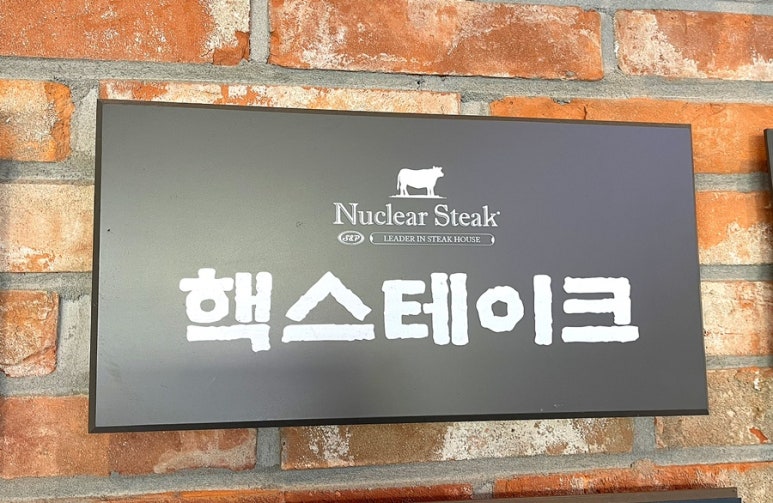 Nuclear Steak
S&P LEADER IN STEAK HOUSE
핵스테이크